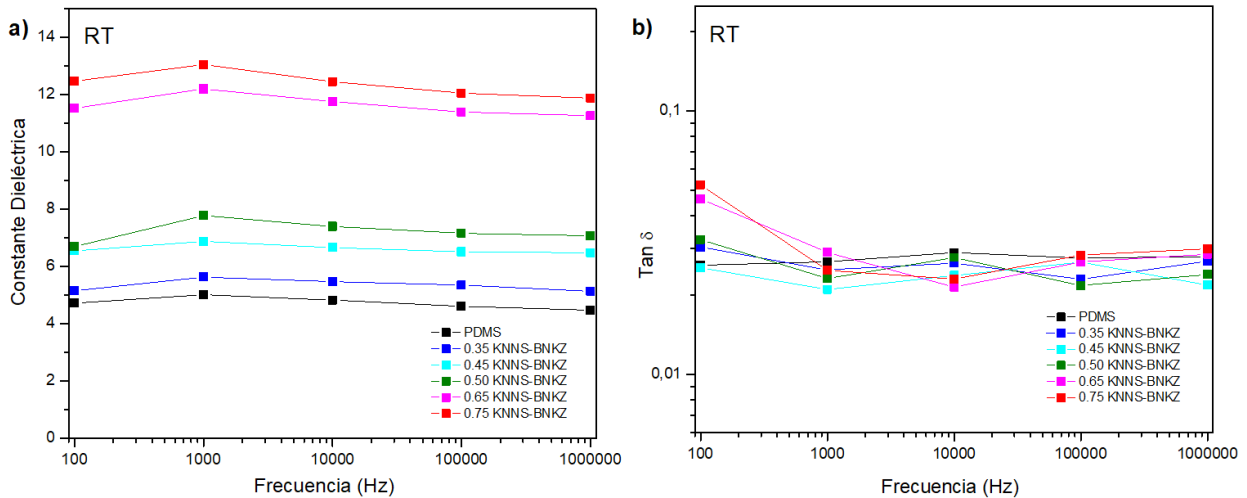 a)
RT
Constante Dieléctrica
14
12
10
8
6
4
2
0
PDMS
0.35 KNNS-BNKZ
0.45 KNNS-BNKZ
0.50 KNNS-BNKZ
0.65 KNNS-BNKZ
0.75 KNNS-BNKZ
100 1000 10000 100000 1000000
Frecuencia (Hz)
b)
RT
Tan δ
0,1
0,01
PDMS
0.35 KNNS-BNKZ
0.45 KNNS-BNKZ
0.50 KNNS-BNKZ
0.65 KNNS-BNKZ
0.75 KNNS-BNKZ
100 1000 10000 100000 1000000
Frecuencia (Hz)